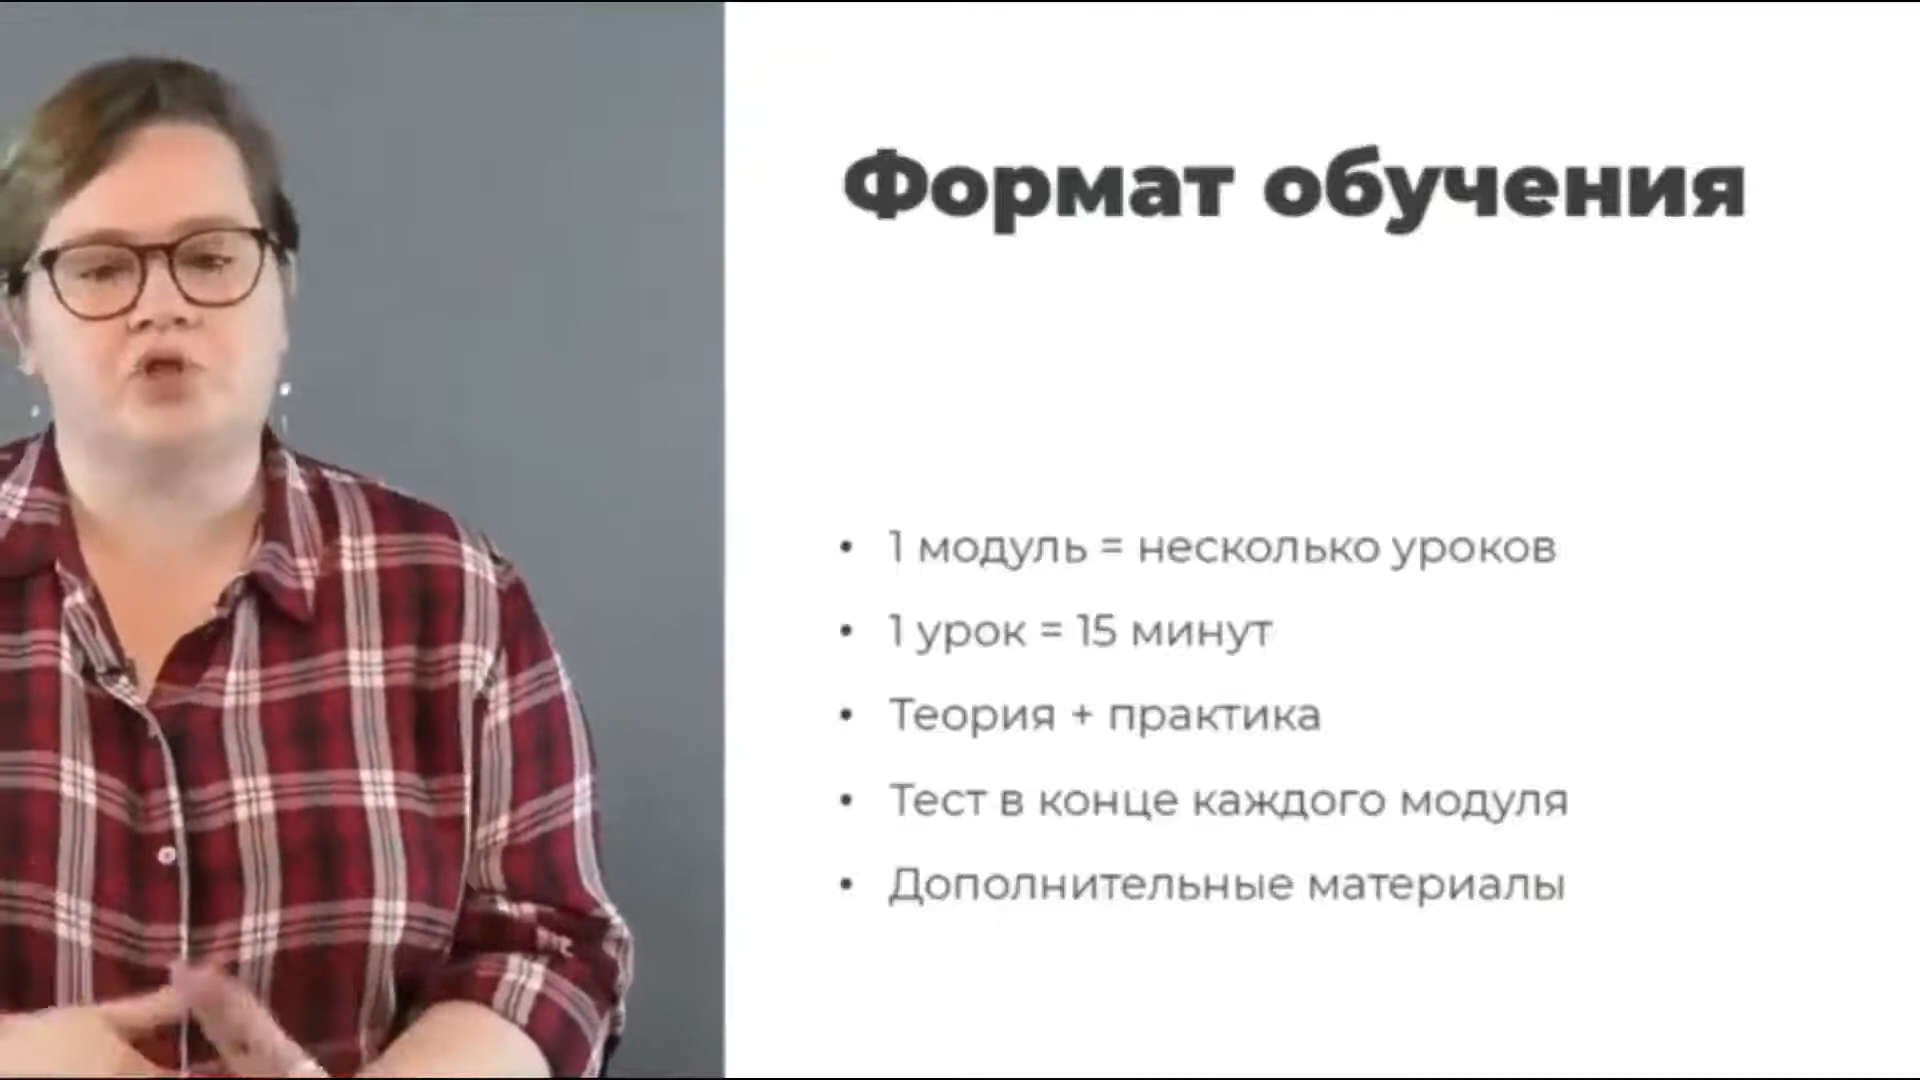 Формат обучения
• 1 модуль = несколько уроков
• 1 урок = 15 минут
• Теория + практика
• Тест в конце каждого модуля
• Дополнительные материалы